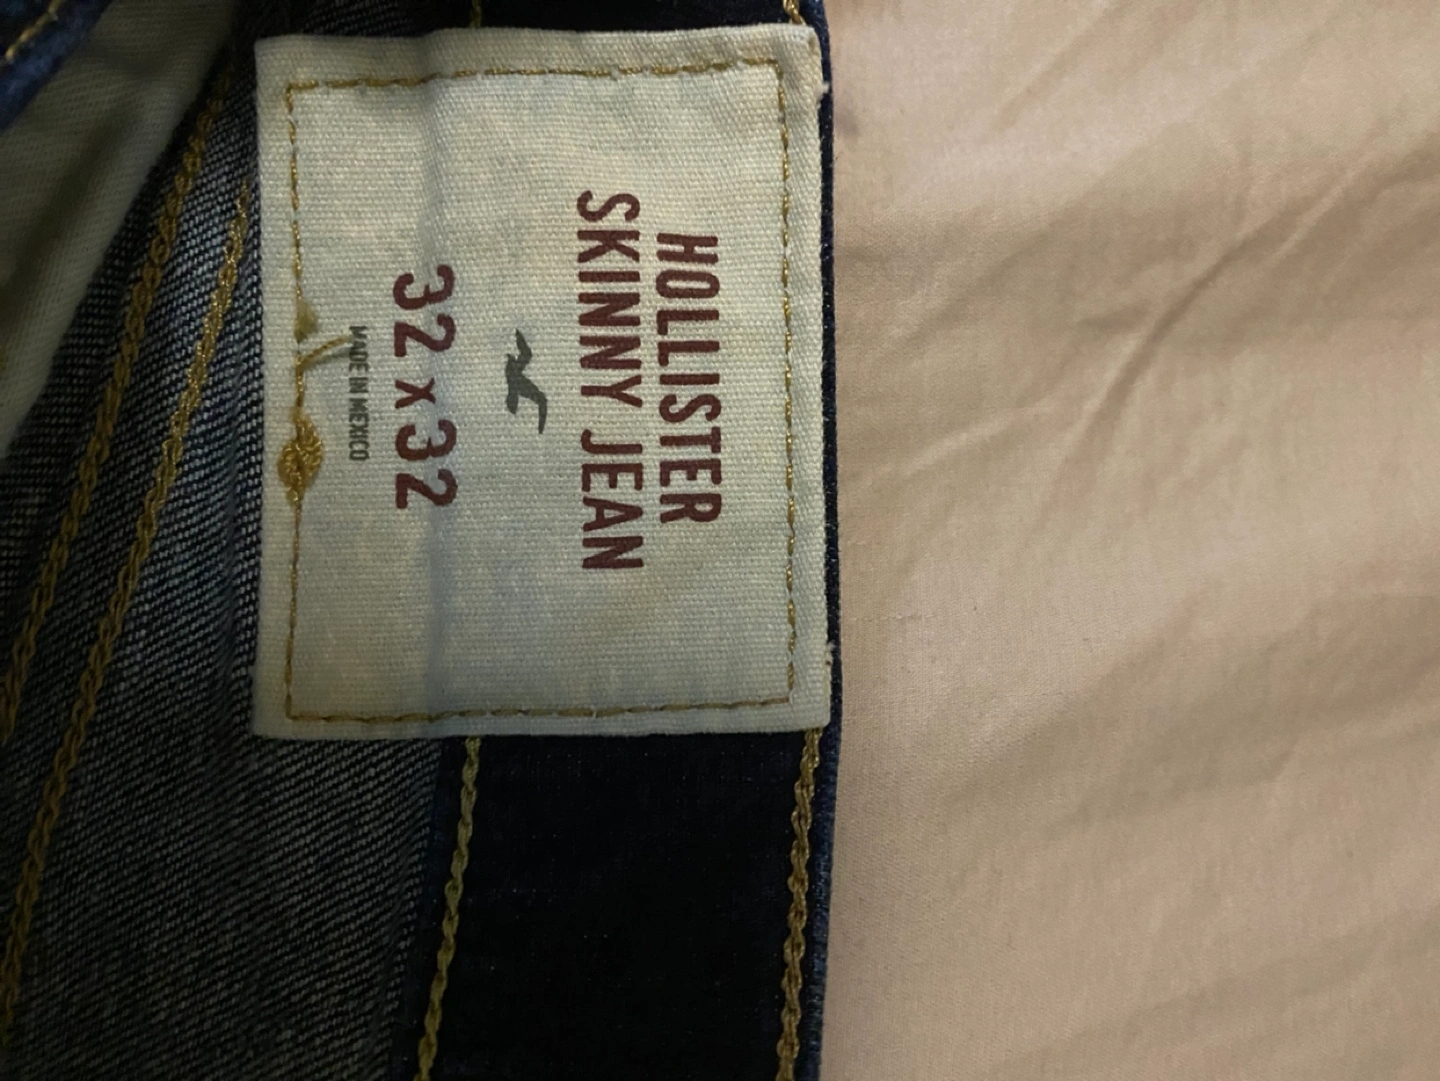 HOLLISTER
SKINNY JEAN
32 x 32
MADE IN MEXICO